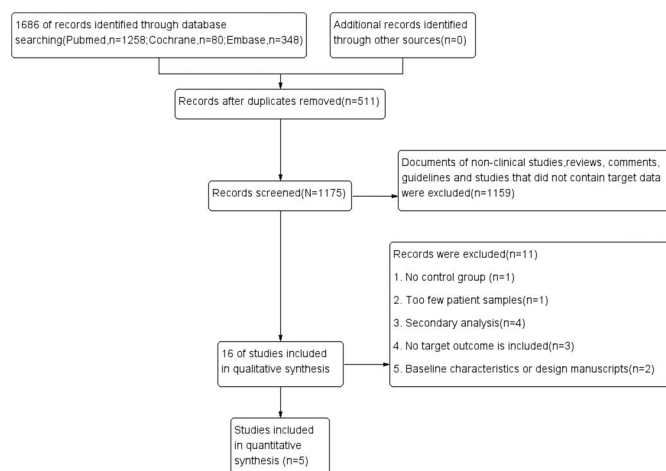 1686 of records identified through database
searching(Pubmed,n=1258;Cochrane,n=80;Embase,n=348)
Additional records identified
through other sources(n=0)
Records after duplicates removed(n=511)
Records screened(N=1175)
Documents of non-clinical studies,reviews, comments,
guidelines and studies that did not contain target data
were excluded(n=1159)
Records were excluded(n=11)
1. No control group (n=1)
2. Too few patient samples(n=1)
3. Secondary analysis(n=4)
4. No target outcome is included(n=3)
5. Baseline characteristics or design manuscripts(n=2)
16 of studies included
in qualitative synthesis
Studies included
in quantitative
synthesis (n=5)